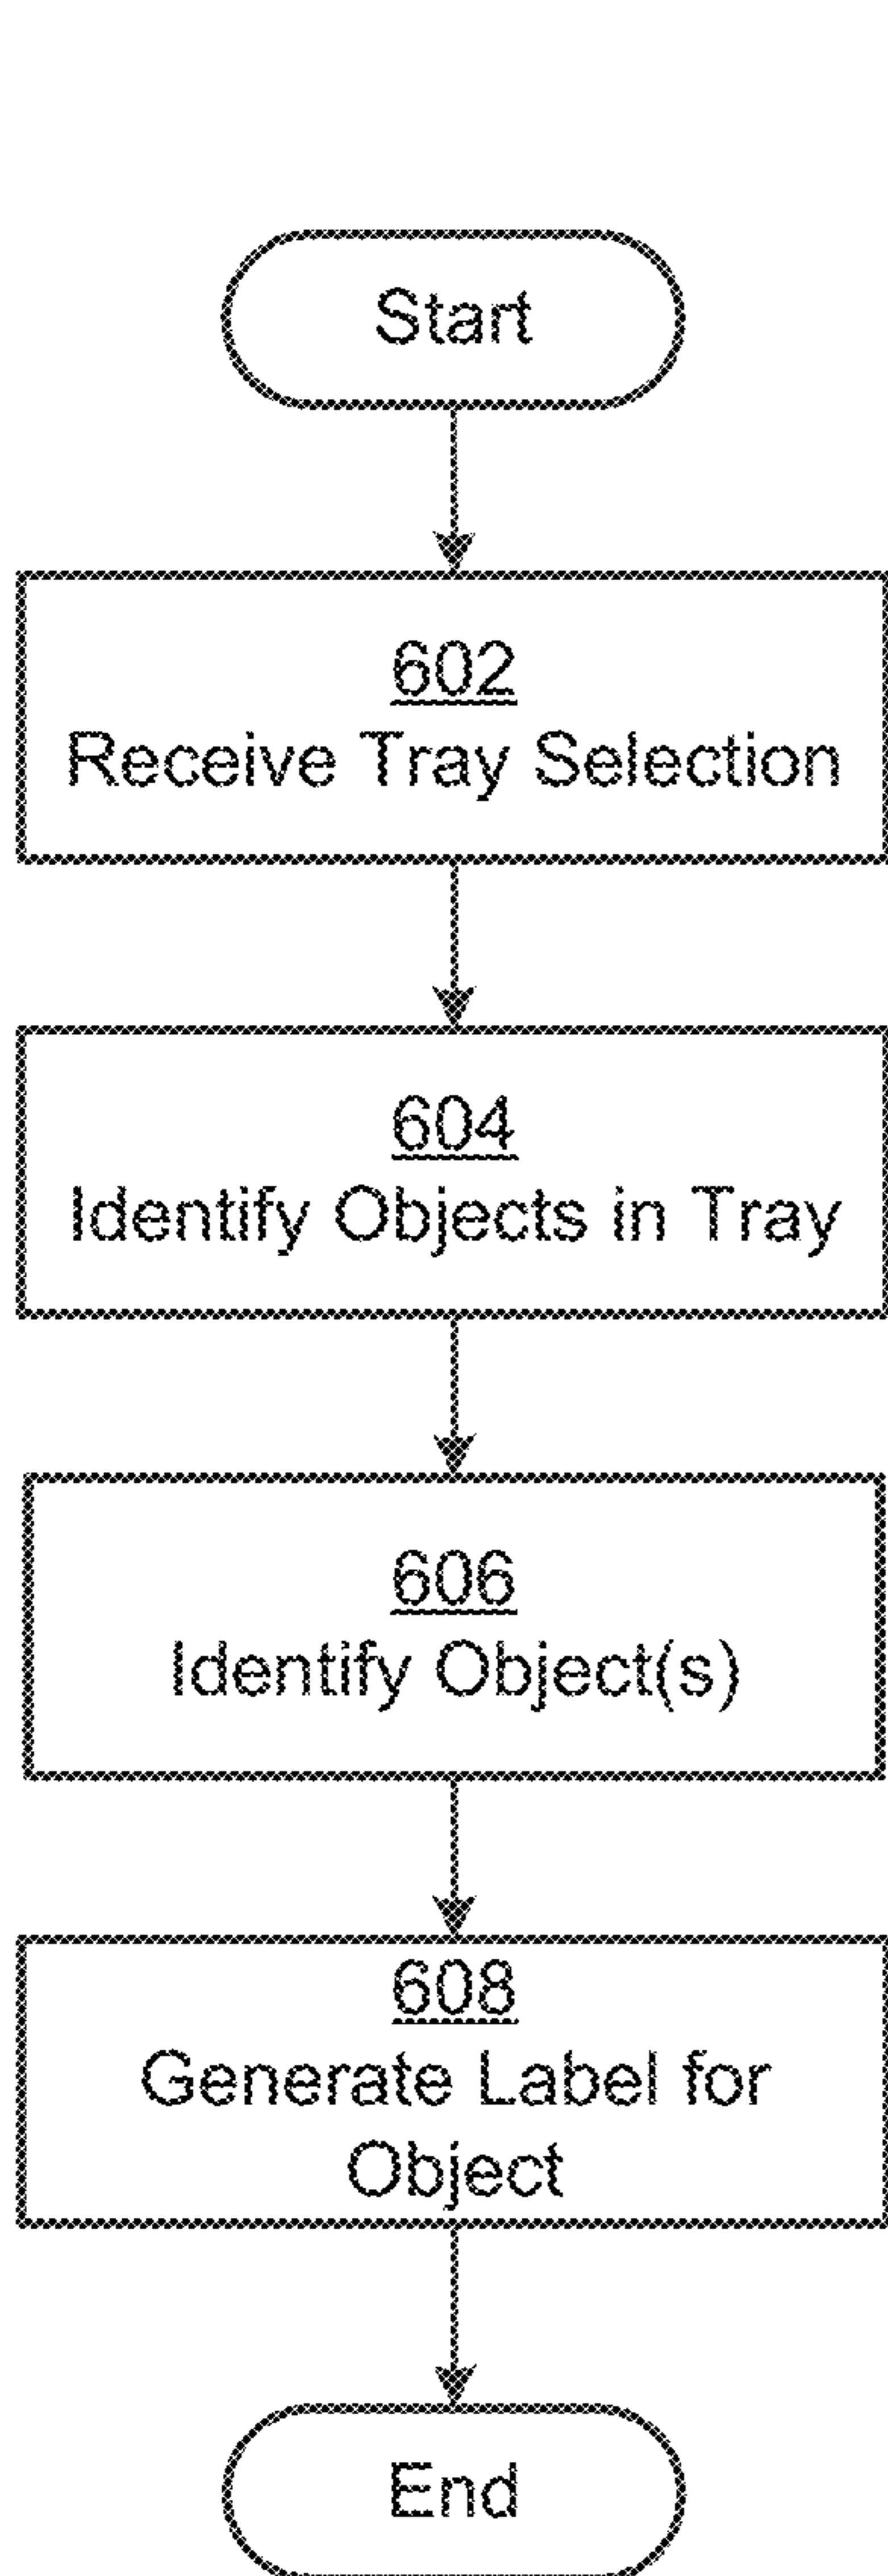 Start
602
Receive Tray Selection
604
Identify Objects in Tray
606
Identify Object(s)
608
Generate Label for
Object
End